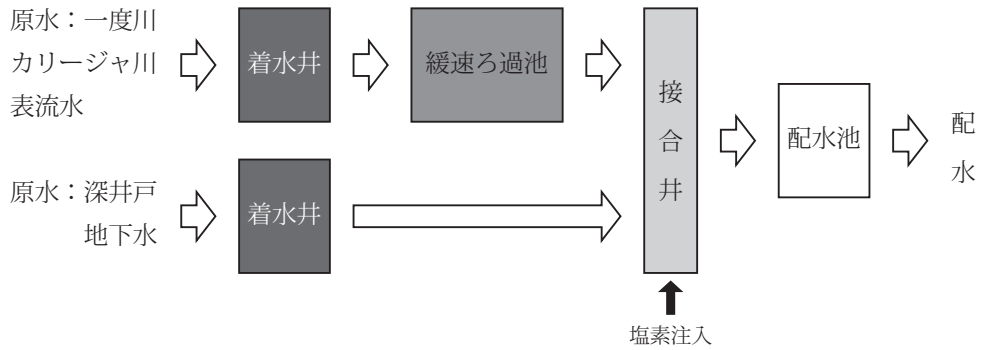 原水：一度川
カリージャ川
表流水
着水井
緩速ろ過池
接合井
配水池
配水
原水：深井戸
地下水
着水井
塩素注入